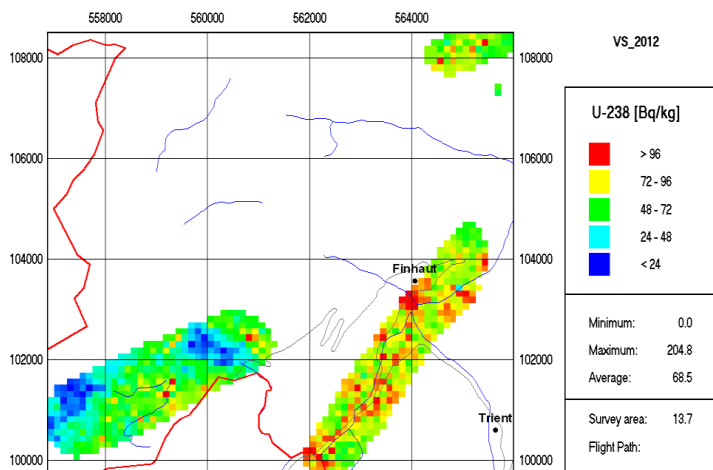 558000 560000 562000 564000
108000 108000
106000 106000
104000 104000
102000 102000
100000 100000
Finhaut
Trient
VS_2012
U-238 [Bq/kg]
> 96
72 - 96
48 - 72
24 - 48
< 24
Minimum: 0.0
Maximum: 204.8
Average: 68.5
Survey area: 13.7
Flight Path: